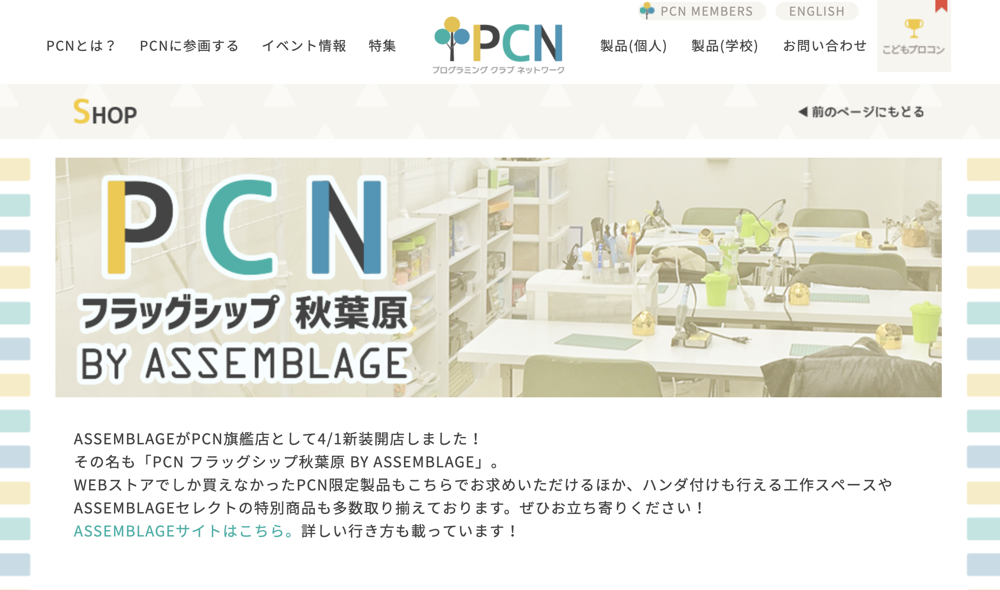 PCN MEMBERS
ENGLISH
PCNとは？
PCNに参画する
イベント情報
特集
PCN
プログラミング クラブ ネットワーク
製品(個人)
製品(学校)
お問い合わせ
こどもプロコン
SHOP
◀ 前のページにもどる
PCN
フラッグシップ 秋葉原
BY ASSEMBLAGE
ASSEMBLAGEがPCN旗艦店として4/1新装開店しました！
その名も「PCN フラッグシップ秋葉原 BY ASSEMBLAGE」。
WEBストアでしか買えなかったPCN限定製品もこちらでお求めいただけるほか、ハンダ付けも行える工作スペースや
ASSEMBLAGEセレクトの特別商品も多数取り揃えております。ぜひお立ち寄りください！
ASSEMBLAGEサイトはこちら。詳しい行き方も載っています！